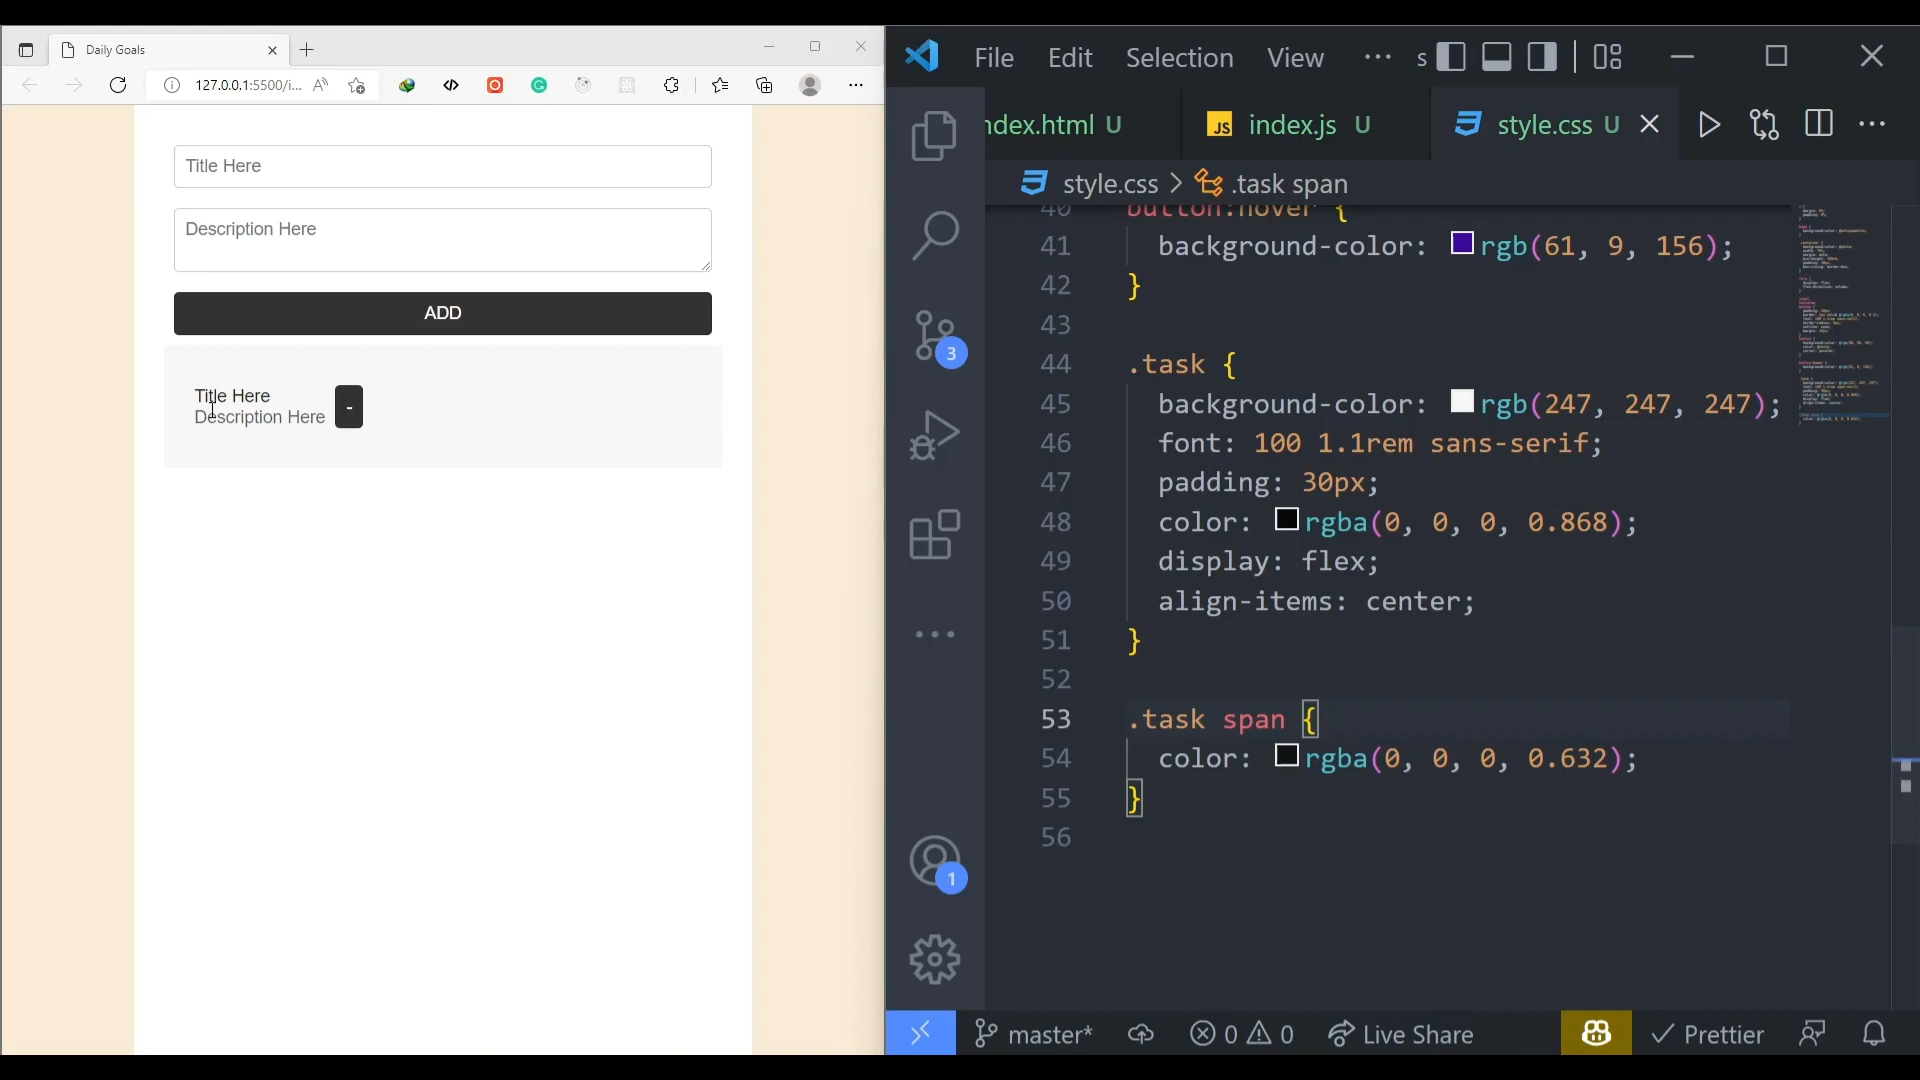 Daily Goals
127.0.0.1:5500/i...
Title Here
Description Here
ADD
Title Here
Description Here
-
File Edit Selection View ... s
ndex.html U
JS index.js U
style.css U
style.css > .task span
40 button:hover {
41 background-color: rgb(61, 9, 156);
42 }
43
44 .task {
45 background-color: rgb(247, 247, 247);
46 font: 100 1.1rem sans-serif;
47 padding: 30px;
48 color: rgba(0, 0, 0, 0.868);
49 display: flex;
50 align-items: center;
51 }
52
53 .task span {
54 color: rgba(0, 0, 0, 0.632);
55 }
56
3
1
master* 0 0 Live Share Prettier